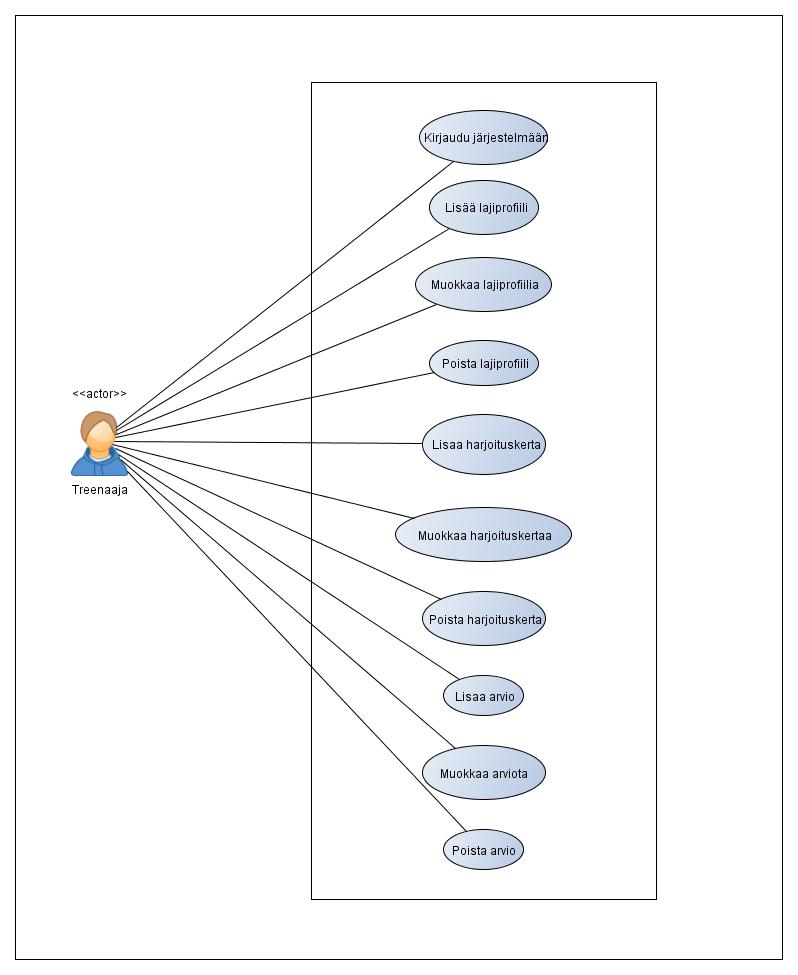 Kirjaudu järjestelmään
Lisää lajiprofiili
Muokkaa lajiprofiilia
Poista lajiprofiili
<<actor>>
Treenaaja
Lisaa harjoituskerta
Muokkaa harjoituskertaa
Poista harjoituskerta
Lisaa arvio
Muokkaa arviota
Poista arvio